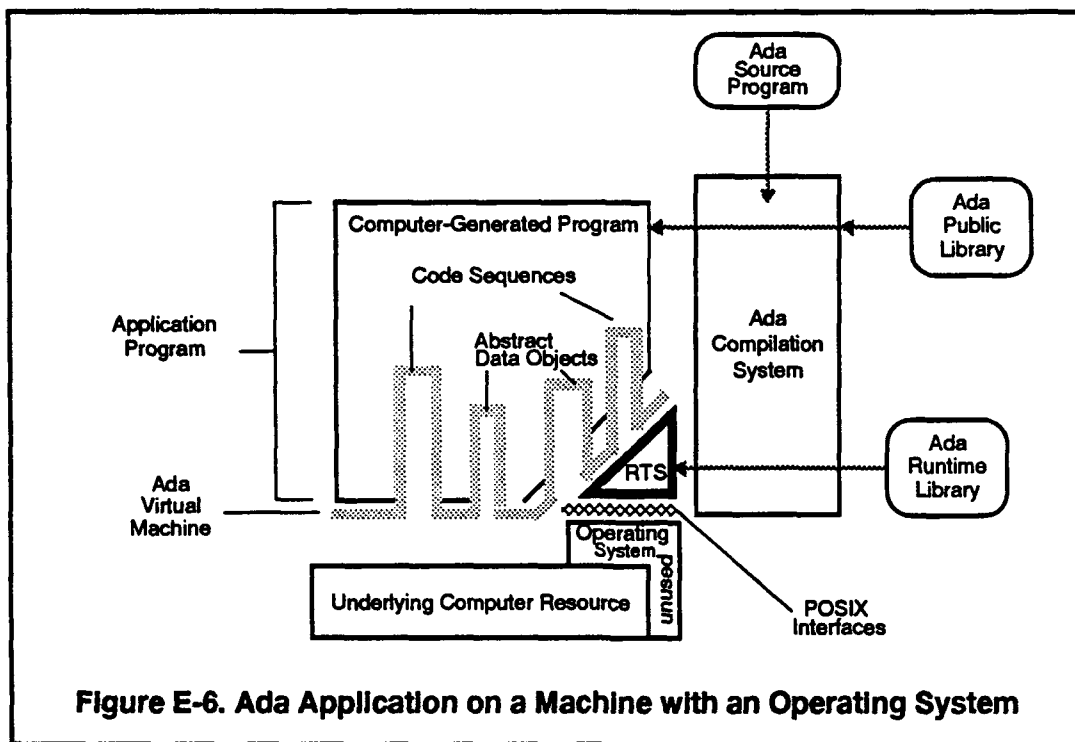 Ada
Source
Program
Computer-Generated Program
Ada
Public
Library
Code Sequences
Application
Program
Abstract
Data Objects
Ada
Compilation
System
Ada
Virtual
Machine
RTS
Ada
Runtime
Library
Operating
System
unused
Underlying Computer Resource
POSIX
Interfaces
Figure E-6. Ada Application on a Machine with an Operating System